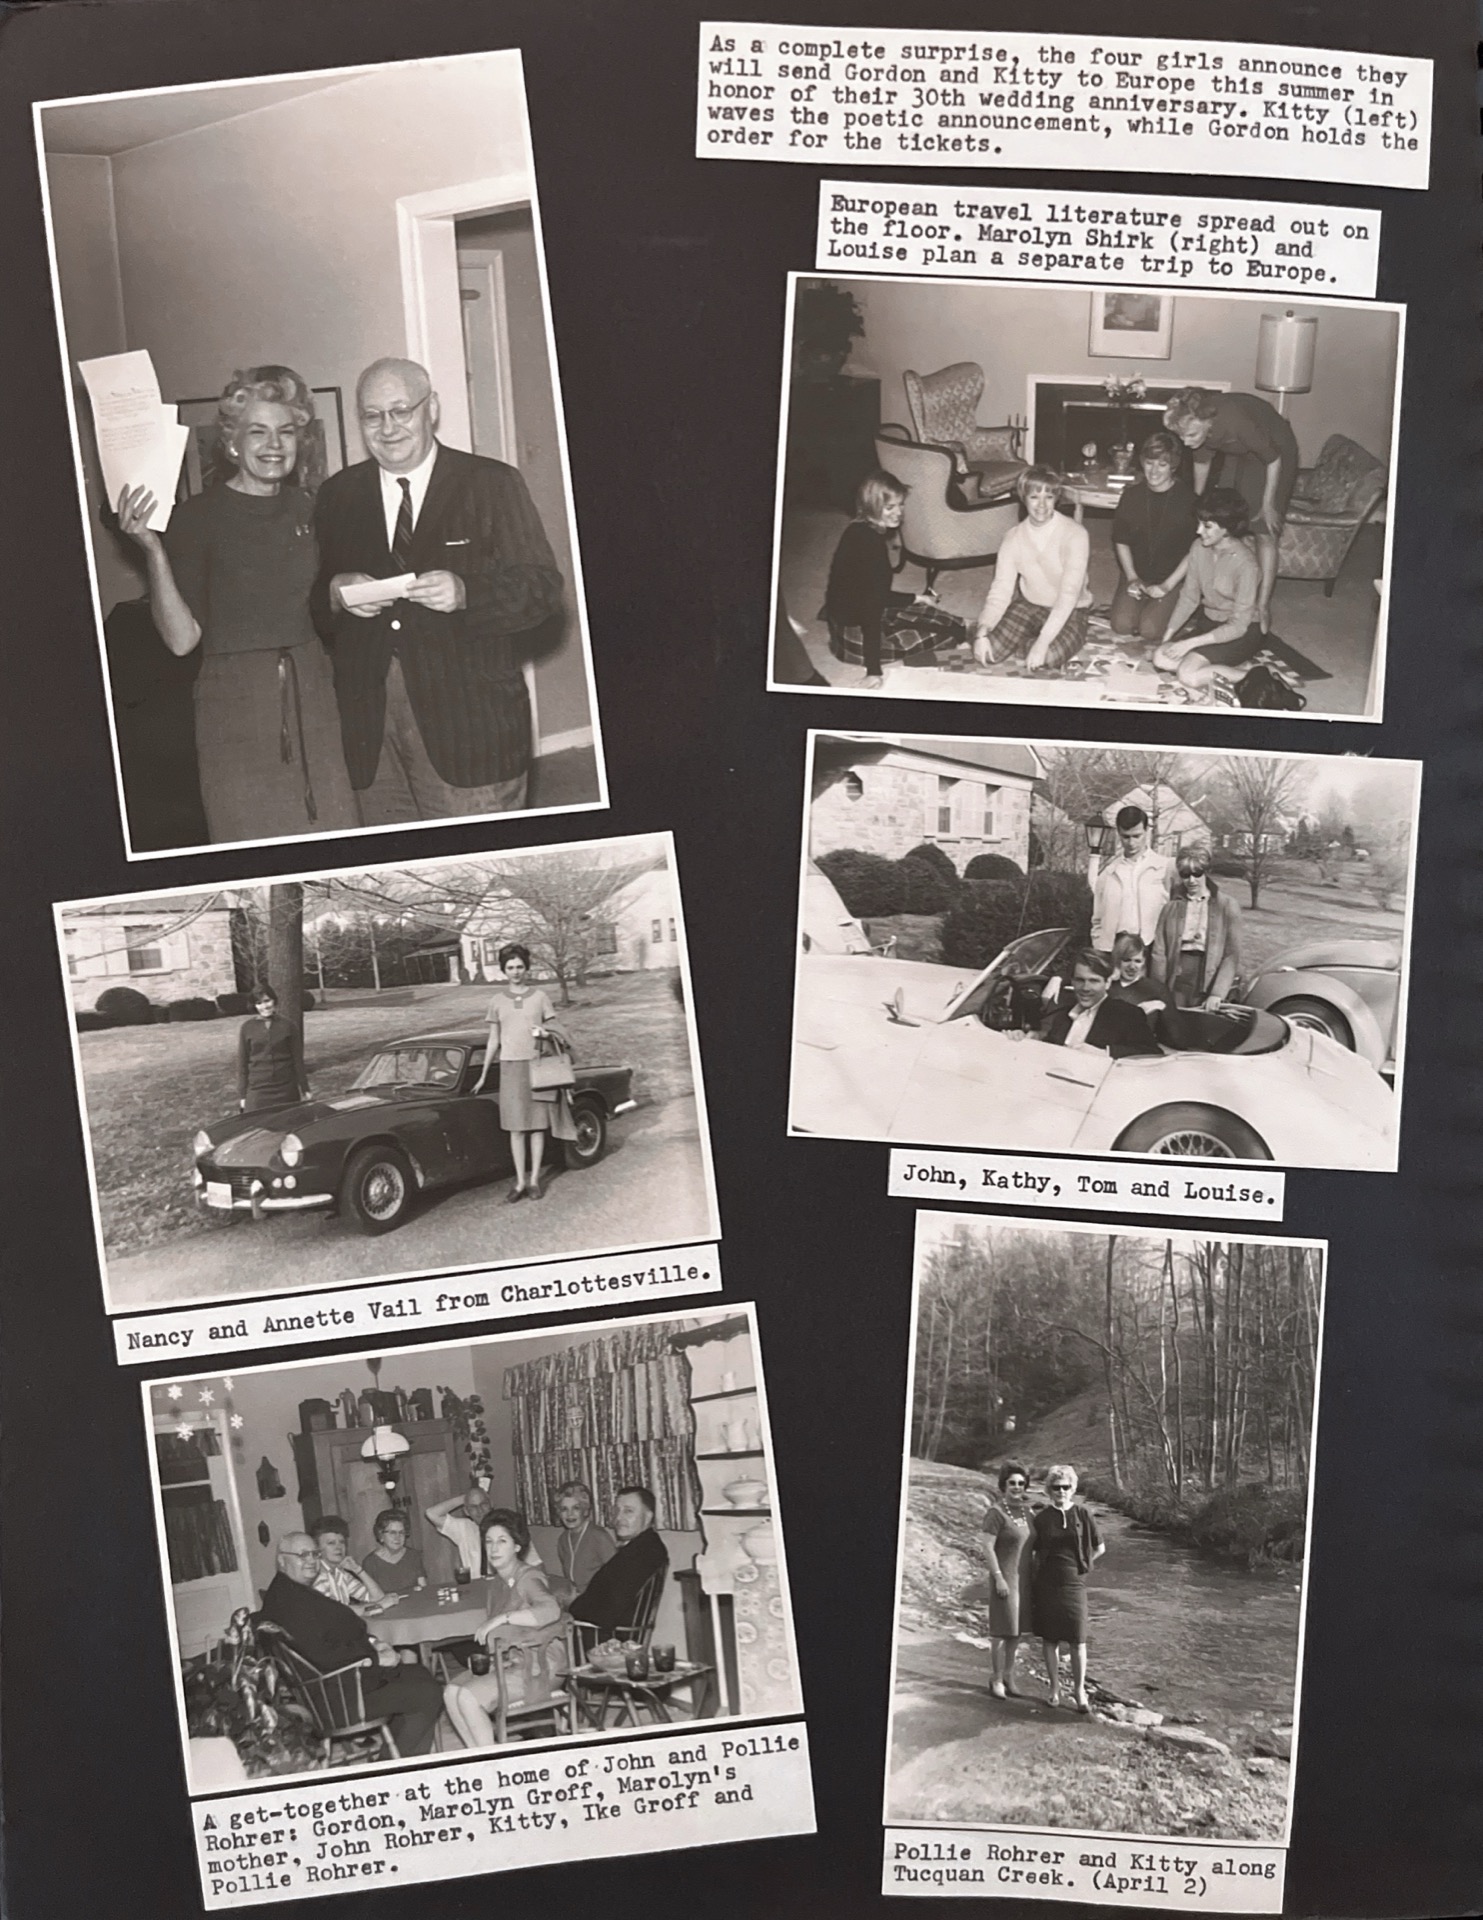 As a complete surprise, the four girls announce they
will send Gordon and Kitty to Europe this summer in
honor of their 30th wedding anniversary. Kitty (left)
waves the poetic announcement, while Gordon holds the
order for the tickets.
European travel literature spread out on
the floor. Marolyn Shirk (right) and
Louise plan a separate trip to Europe.
John, Kathy, Tom and Louise.
Nancy and Annette Vail from Charlottesville.
A get-together at the home of John and Pollie
Rohrer: Gordon, Marolyn Groff, Marolyn's
mother, John Rohrer, Kitty, Ike Groff and
Pollie Rohrer.
Pollie Rohrer and Kitty along
Tucquan Creek. (April 2)